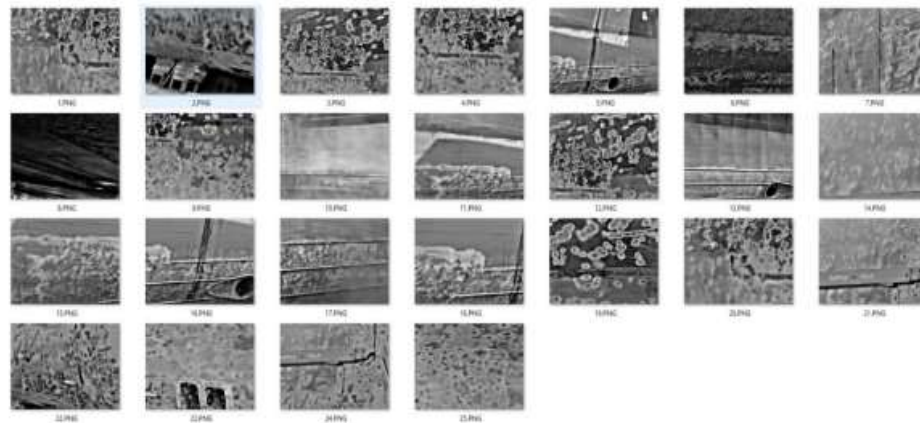 1.PNG 2.PNG 3.PNG 4.PNG 5.PNG 6.PNG 7.PNG
8.PNG 9.PNG 10.PNG 11.PNG 12.PNG 13.PNG 14.PNG
15.PNG 16.PNG 17.PNG 18.PNG 19.PNG 20.PNG 21.PNG
22.PNG 23.PNG 24.PNG 25.PNG